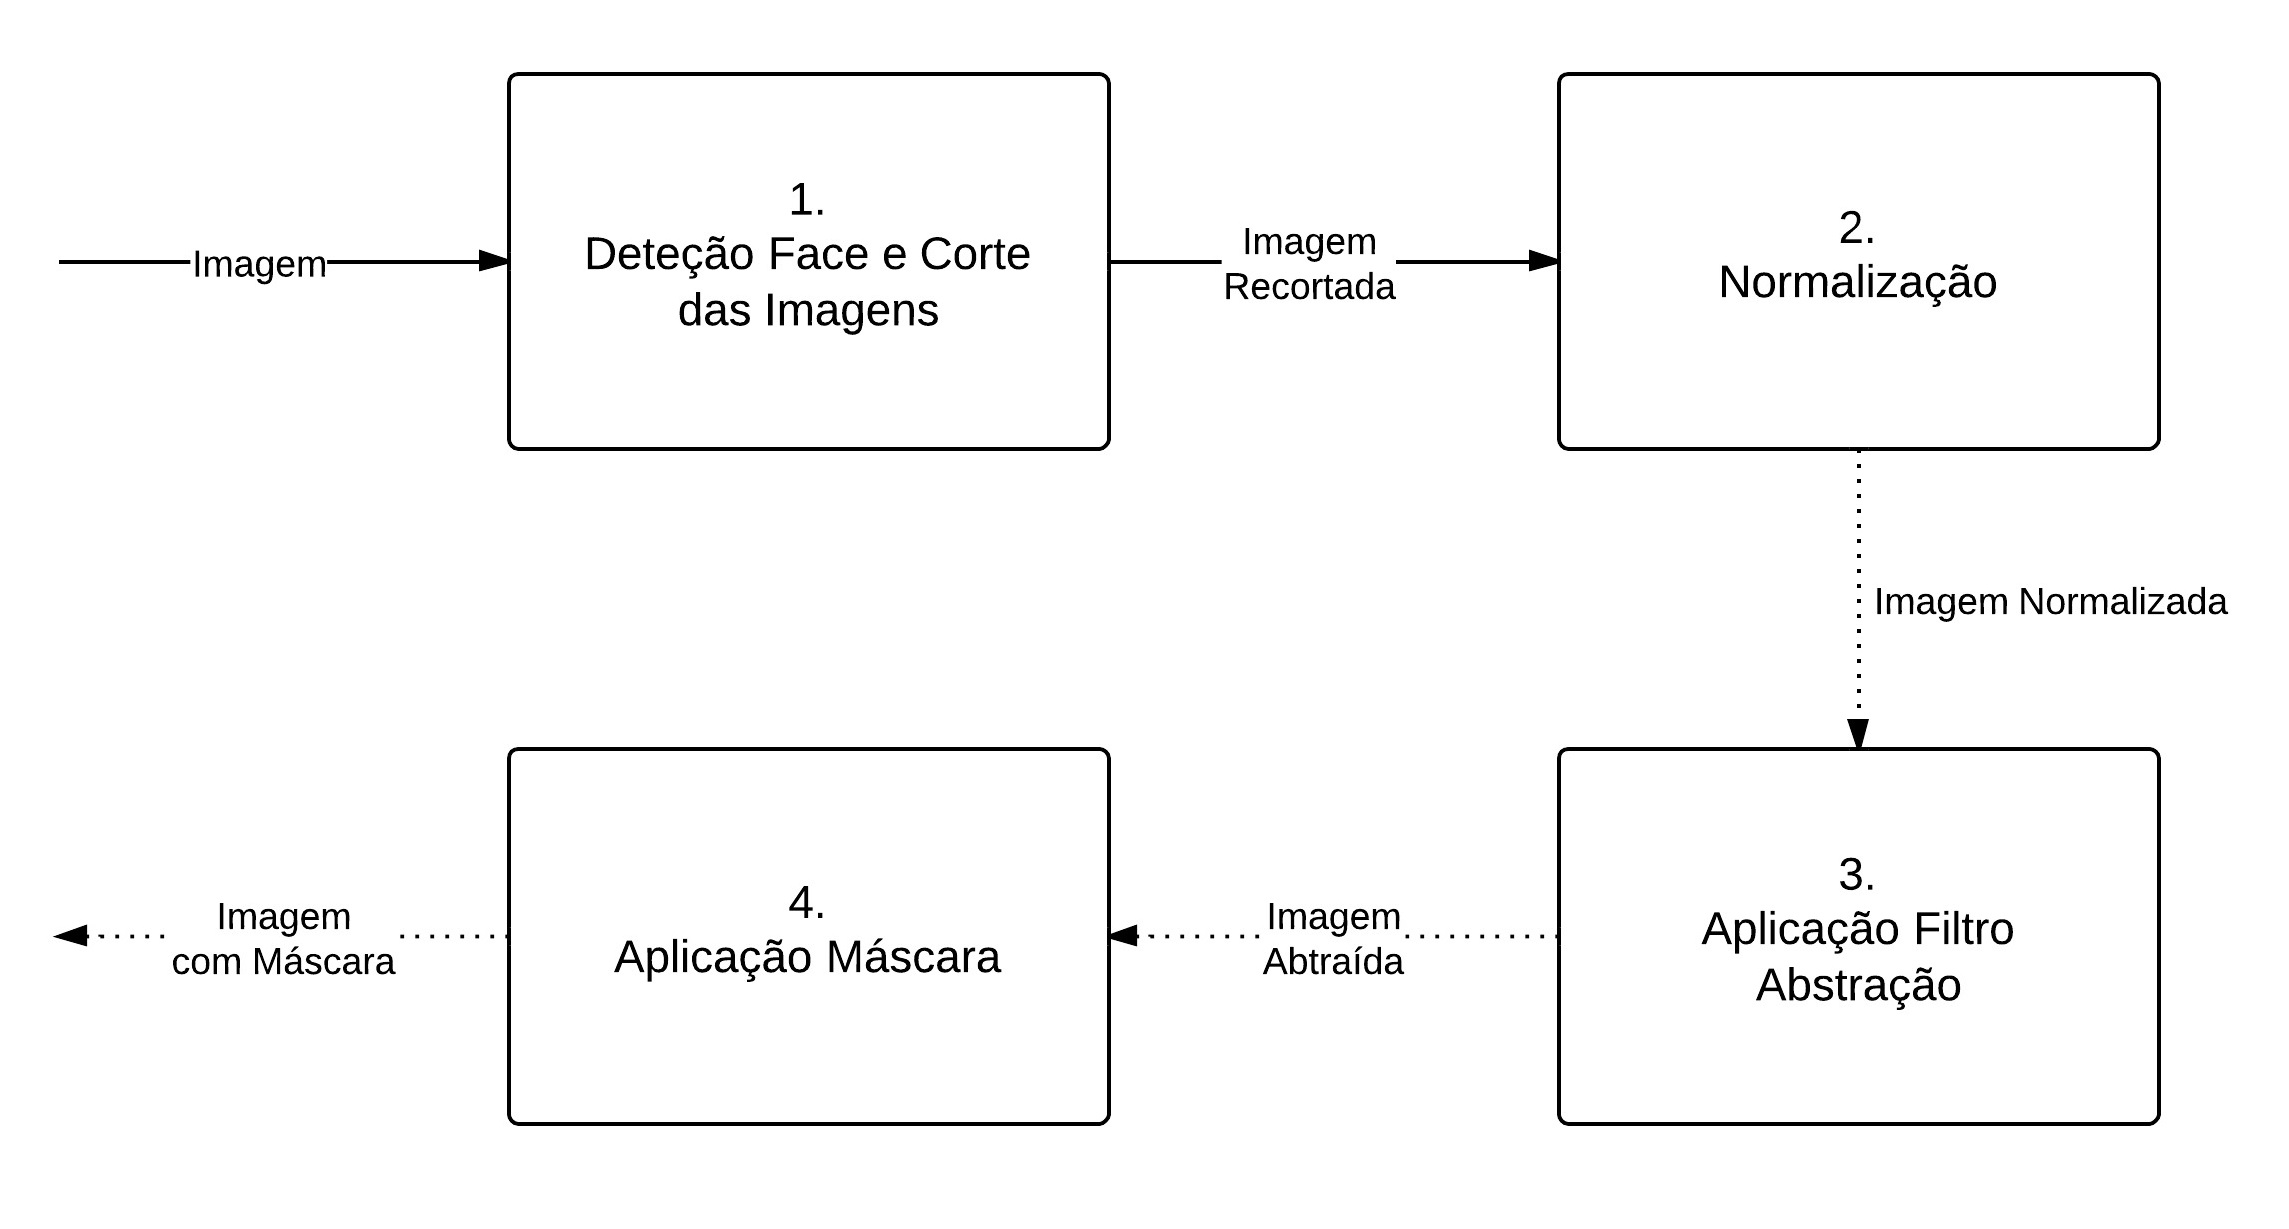 Imagem
1.
Deteção Face e Corte
das Imagens
Imagem
Recortada
2.
Normalização
Imagem Normalizada
3.
Aplicação Filtro
Abstração
Imagem
Abtraída
4.
Aplicação Máscara
Imagem
com Máscara